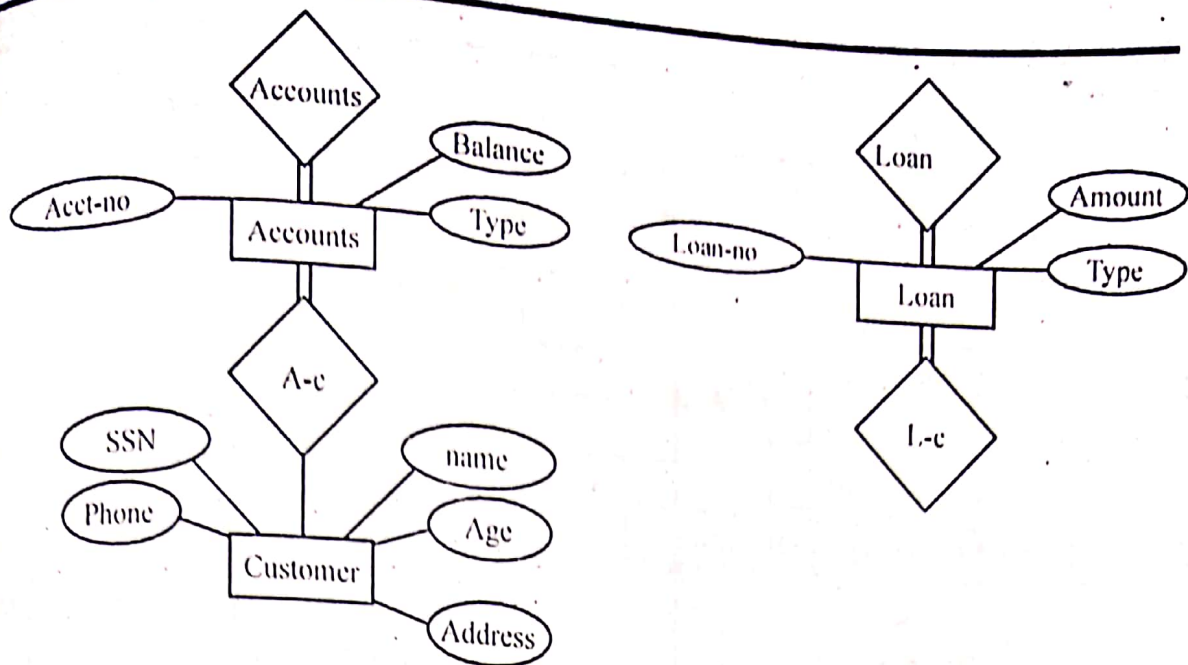 Accounts
Balance
Acct-no
Type
Accounts
A-c
SSN
name
Phone
Age
Customer
Address
Loan
Amount
Loan-no
Type
Loan
L-c